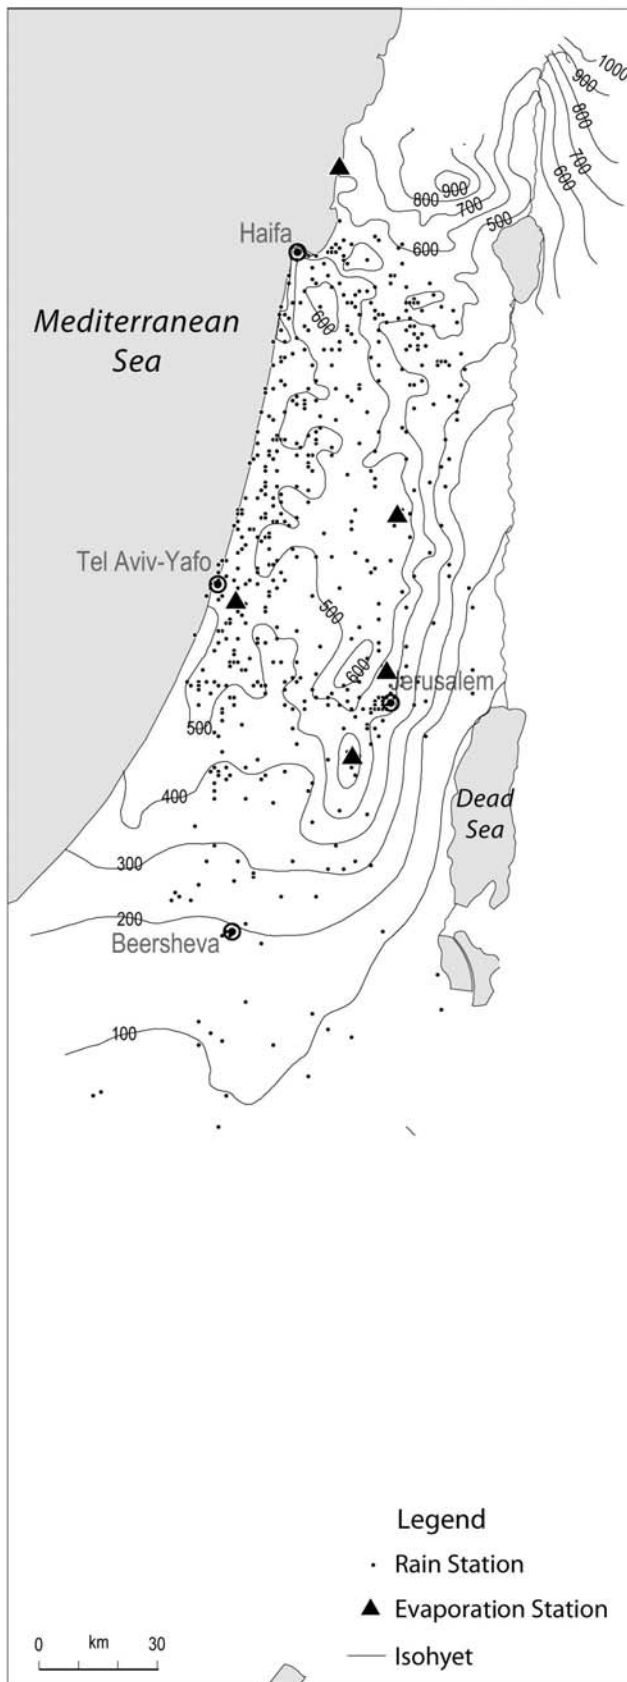 1000
900
800
700
600
900
800
700
500
600
Haifa
600
Mediterranean
Sea
Tel Aviv-Yafo
500
600
Jerusalem
500
Dead
Sea
400
300
200
Beersheva
100
Legend
Rain Station
Evaporation Station
Isohyet
0 km 30